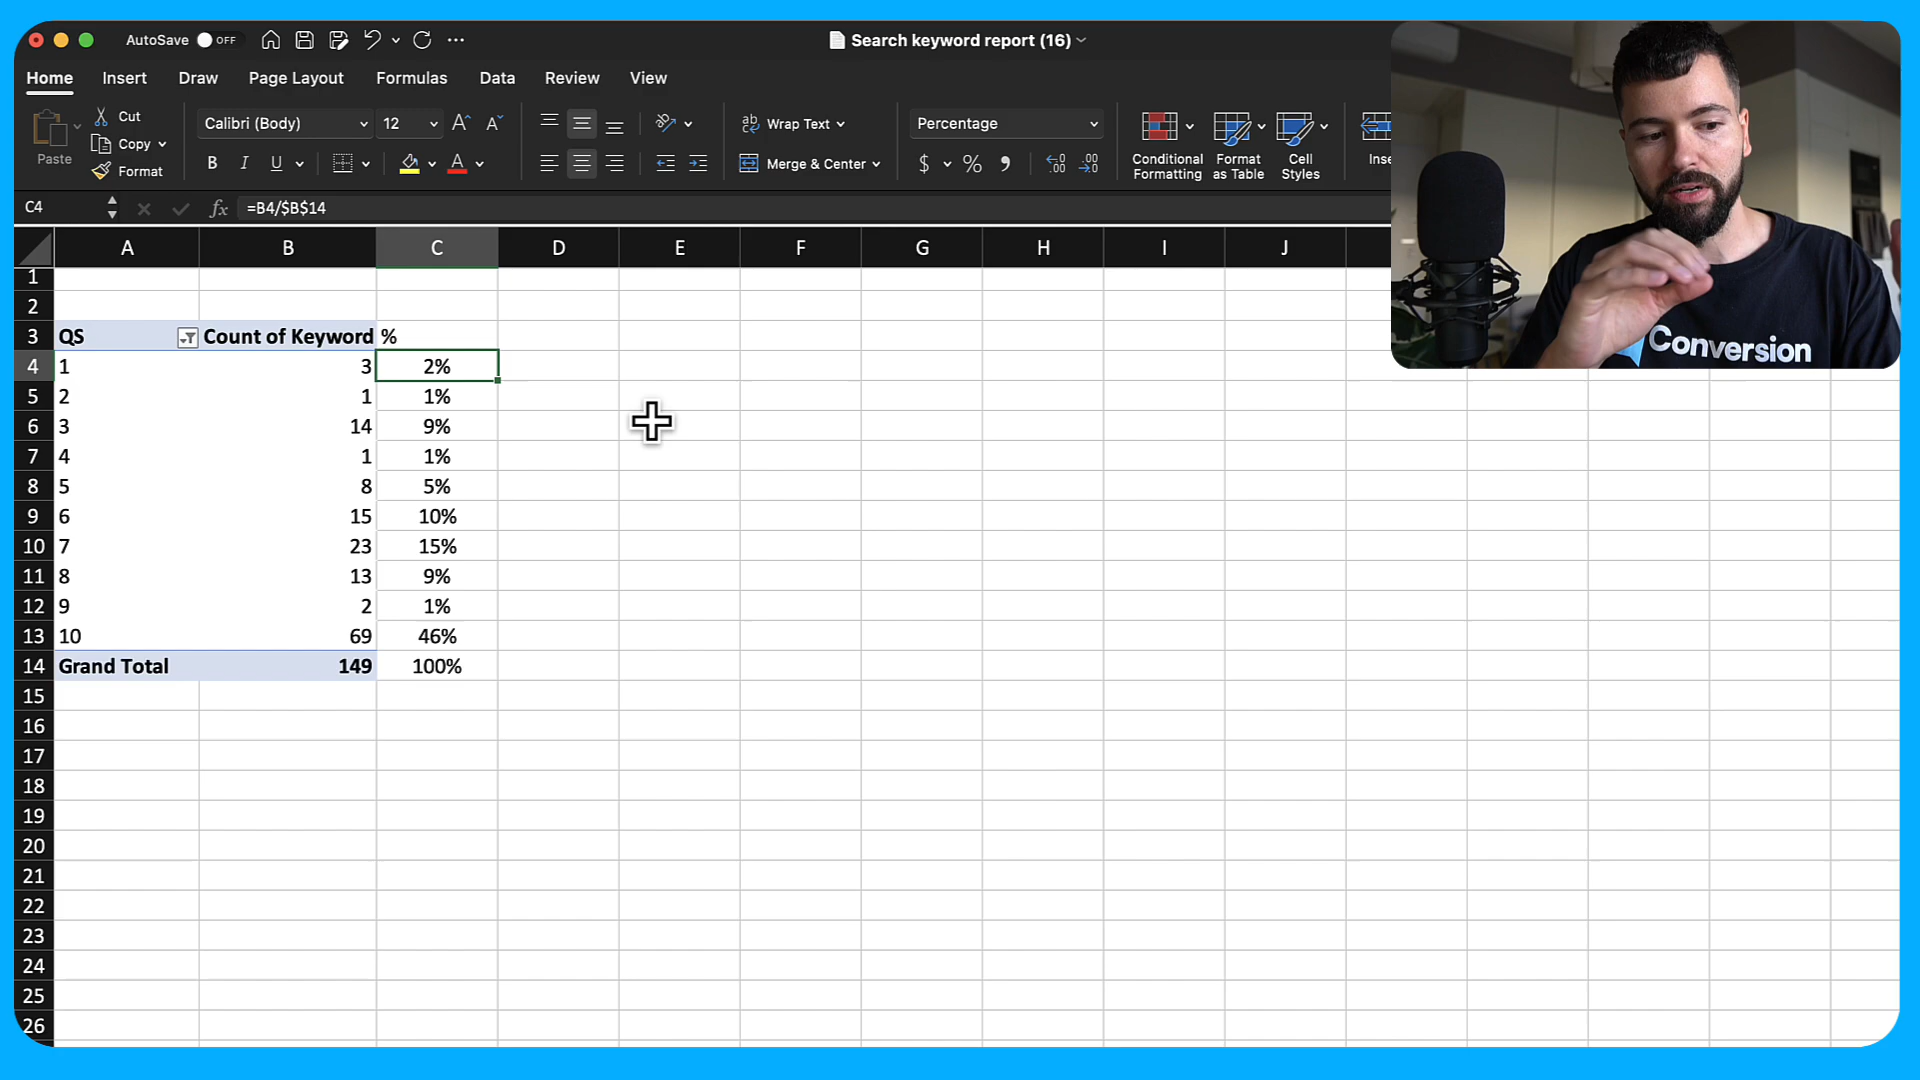 AutoSave OFF
Search keyword report (16)
Home Insert Draw Page Layout Formulas Data Review View
Paste
Cut
Copy
Format
Calibri (Body) 12
B I U
Wrap Text
Merge & Center
Percentage
$ % 9
Conditional Formatting
Format as Table
Cell Styles
Inse
C4 fx =B4/$B$14
A B C D E F G H I J
1
2
3 QS Count of Keyword %
4 1 3 2%
5 2 1 1%
6 3 14 9%
7 4 1 1%
8 5 8 5%
9 6 15 10%
10 7 23 15%
11 8 13 9%
12 9 2 1%
13 10 69 46%
14 Grand Total 149 100%
15
16
17
18
19
20
21
22
23
24
25
26
Conversion